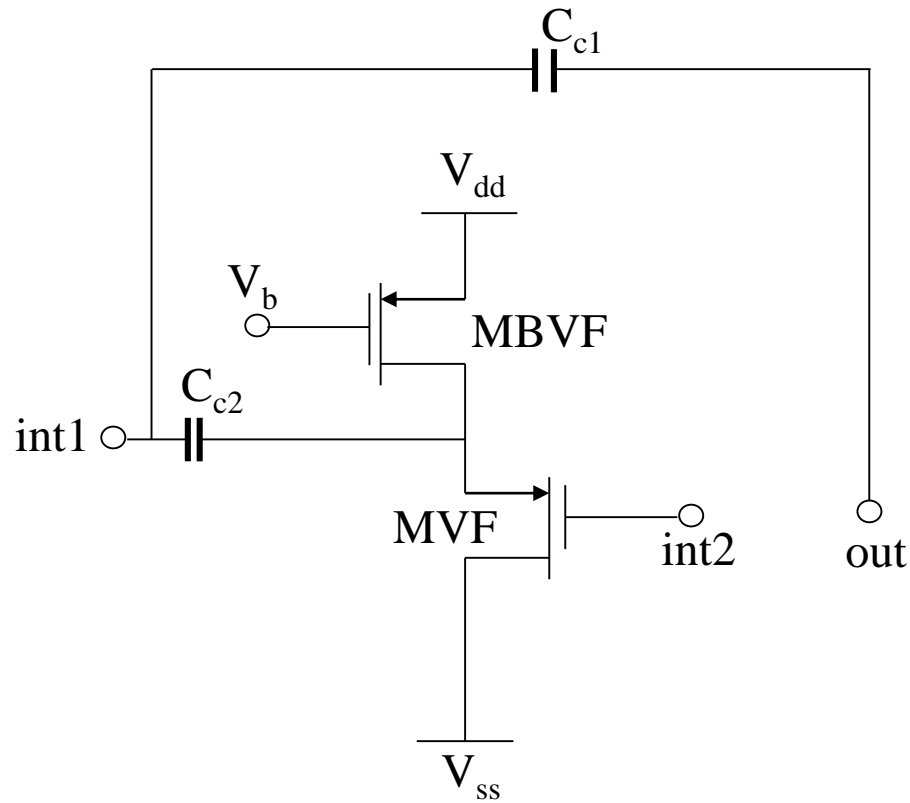 Cc1
Vdd
Vb
MBVF
Cc2
int1
MVF
int2
out
Vss